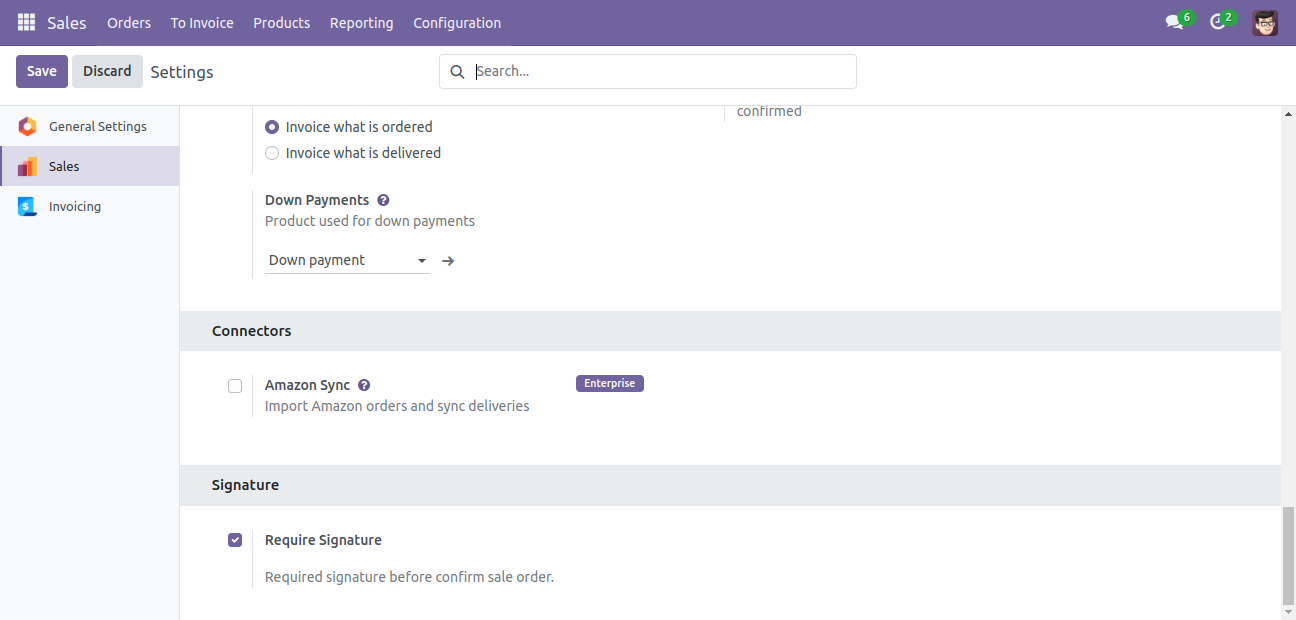 Sales Orders To Invoice Products Reporting Configuration 6 2
Save Discard Settings Search...
General Settings
Sales
Invoicing
confirmed
Invoice what is ordered
Invoice what is delivered
Down Payments ?
Product used for down payments
Down payment
Connectors
Amazon Sync ? Enterprise
Import Amazon orders and sync deliveries
Signature
Require Signature
Required signature before confirm sale order.